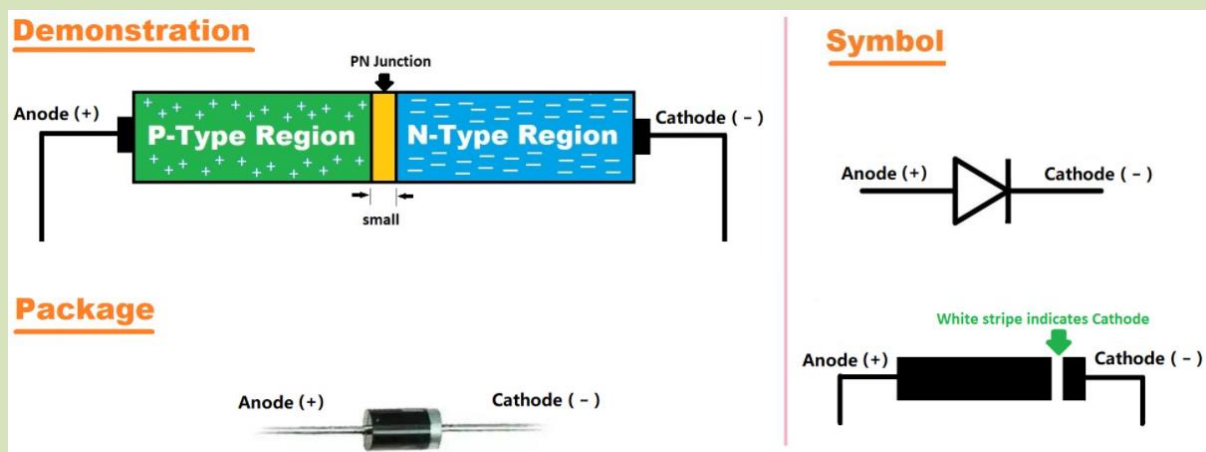 Demonstration
PN Junction
Anode (+)
P-Type Region
N-Type Region
Cathode ( – )
small
Package
Anode (+)
Cathode ( – )
Symbol
Anode (+)
Cathode ( – )
White stripe indicates Cathode
Anode (+)
Cathode ( – )